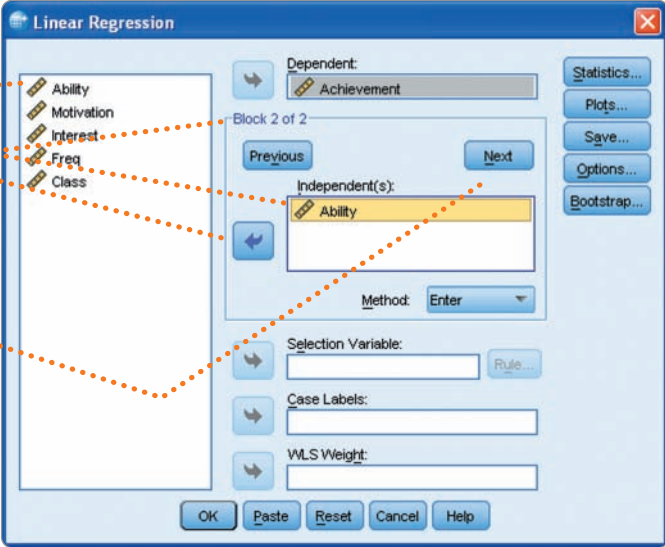 Linear Regression
Ability
Motivation
Interest
Freq
Class
Dependent:
Achievement
Block 2 of 2
Previous
Next
Independent(s):
Ability
Method:
Enter
Selection Variable:
Rule...
Case Labels:
WLS Weight:
Statistics...
Plots...
Save...
Options...
Bootstrap...
OK
Paste
Reset
Cancel
Help